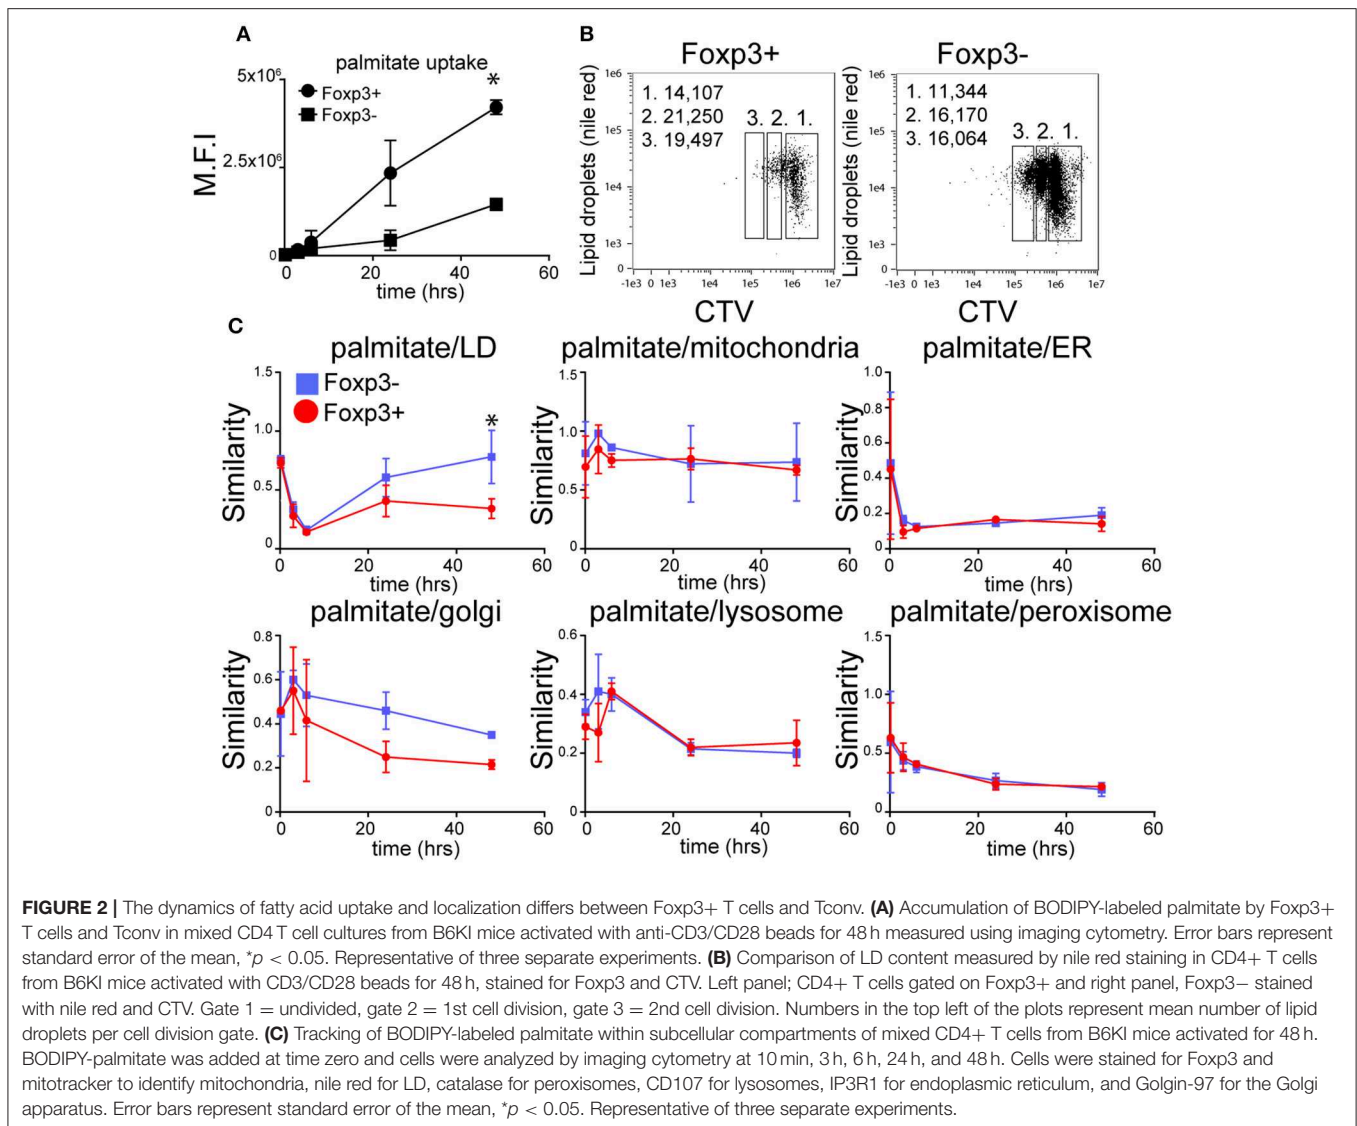 A
palmitate uptake
5x10⁶
*
Foxp3+
Foxp3-
2.5x10⁶
M.F.I
0
0 20 40 60
time (hrs)
B
Foxp3+
Lipid droplets (nile red)
1e6
1e5
1e4
1e3
0
1. 14,107
2. 21,250
3. 19,497
3. 2. 1.
-1e3 0 1e3 1e4 1e5 1e6 1e7
CTV
Foxp3-
Lipid droplets (nile red)
1e6
1e5
1e4
1e3
0
1. 11,344
2. 16,170
3. 16,064
3. 2. 1.
-1e3 0 1e3 1e4 1e5 1e6 1e7
CTV
C
palmitate/LD
Similarity
1.5
1.0
0.5
0
Foxp3-
Foxp3+
*
0 20 40 60
time (hrs)
palmitate/mitochondria
Similarity
1.5
1.0
0.5
0
0 20 40 60
time (hrs)
palmitate/ER
Similarity
1.0
0.8
0.6
0.4
0.2
0
0 20 40 60
time (hrs)
palmitate/golgi
Similarity
0.8
0.6
0.4
0.2
0
0 20 40 60
time (hrs)
palmitate/lysosome
Similarity
0.6
0.4
0.2
0
0 20 40 60
time (hrs)
palmitate/peroxisome
Similarity
1.5
1.0
0.5
0
0 20 40 60
time (hrs)
FIGURE 2 | The dynamics of fatty acid uptake and localization differs between Foxp3+ T cells and Tconv. (A) Accumulation of BODIPY-labeled palmitate by Foxp3+
T cells and Tconv in mixed CD4 T cell cultures from B6KI mice activated with anti-CD3/CD28 beads for 48 h measured using imaging cytometry. Error bars represent
standard error of the mean, *p < 0.05. Representative of three separate experiments. (B) Comparison of LD content measured by nile red staining in CD4+ T cells
from B6KI mice activated with CD3/CD28 beads for 48 h, stained for Foxp3 and CTV. Left panel; CD4+ T cells gated on Foxp3+ and right panel, Foxp3− stained
with nile red and CTV. Gate 1 = undivided, gate 2 = 1st cell division, gate 3 = 2nd cell division. Numbers in the top left of the plots represent mean number of lipid
droplets per cell division gate. (C) Tracking of BODIPY-labeled palmitate within subcellular compartments of mixed CD4+ T cells from B6KI mice activated for 48 h.
BODIPY-palmitate was added at time zero and cells were analyzed by imaging cytometry at 10 min, 3 h, 6 h, 24 h, and 48 h. Cells were stained for Foxp3 and
mitotracker to identify mitochondria, nile red for LD, catalase for peroxisomes, CD107 for lysosomes, IP3R1 for endoplasmic reticulum, and Golgin-97 for the Golgi
apparatus. Error bars represent standard error of the mean, *p < 0.05. Representative of three separate experiments.